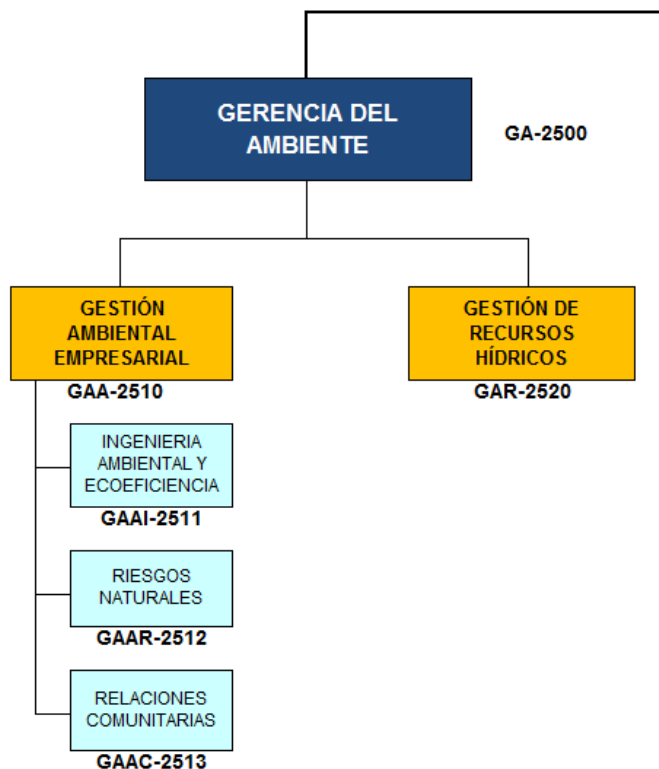 GERENCIA DEL
AMBIENTE
GA-2500
GESTIÓN
AMBIENTAL
EMPRESARIAL
GAA-2510
GESTIÓN DE
RECURSOS
HÍDRICOS
GAR-2520
INGENIERIA
AMBIENTAL Y
ECOEFICIENCIA
GAAI-2511
RIESGOS
NATURALES
GAAR-2512
RELACIONES
COMUNITARIAS
GAAC-2513